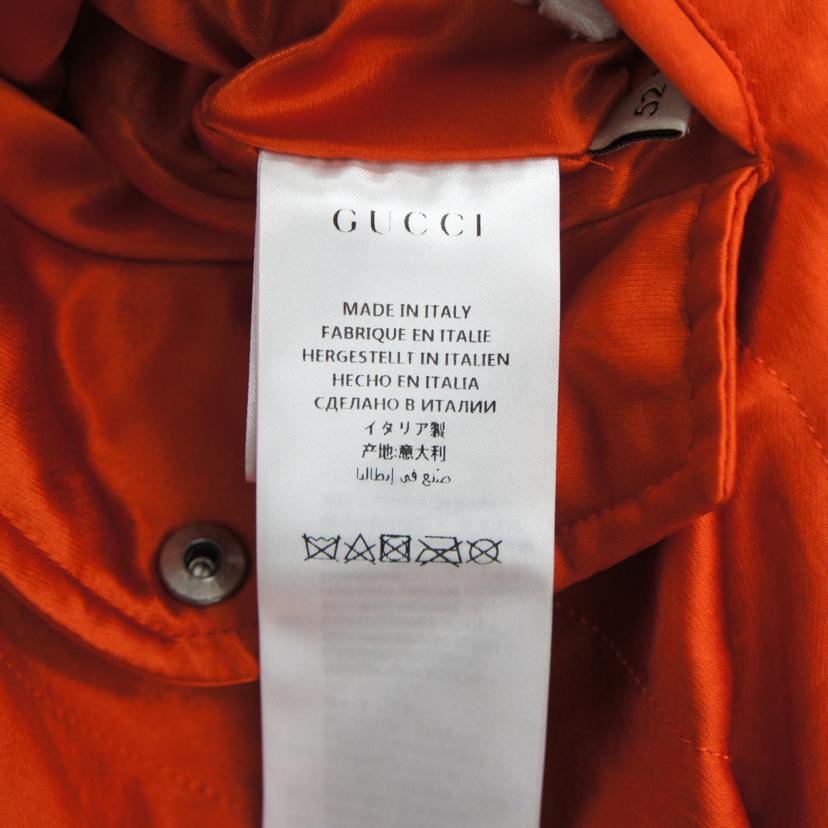 52
GUCCI
MADE IN ITALY
FABRIQUE EN ITALIE
HERGESTELLT IN ITALIEN
HECHO EN ITALIA
СДЕЛАНО В ИТАЛИИ
イタリア製
产地:意大利
صنع في إيطاليا